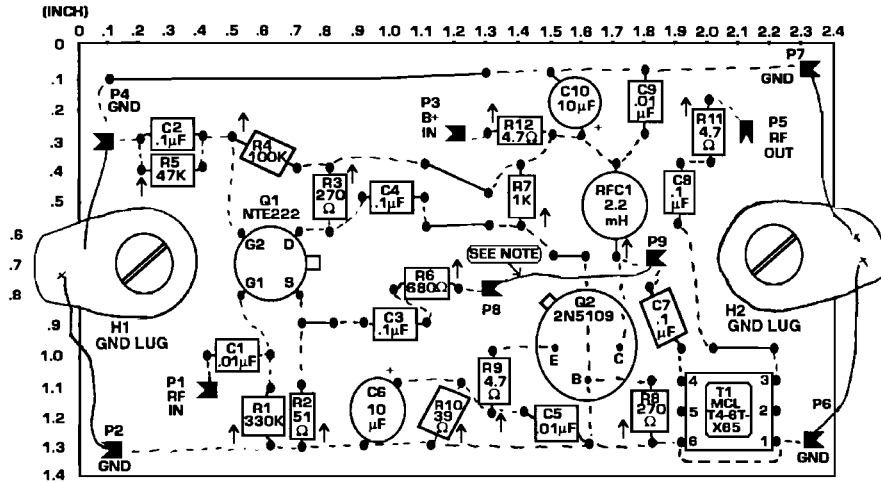 (INCH)
0 .1 .2 .3 .4 .5 .6 .7 .8 .9 1.0 1.1 1.2 1.3 1.4 1.5 1.6 1.7 1.8 1.9 2.0 2.1 2.2 2.3 2.4
0
.1
.2
.3
.4
.5
.6
.7
.8
.9
1.0
1.1
1.2
1.3
1.4
P7
GND
P4
GND
C2
.1µF
R5
47K
R4
100K
R3
270
Ω
C4
.1µF
P3
B+
IN
R12
4.7
Ω
C10
10µF
+
C9
.01
µF
R11
4.7
Ω
P5 RF
OUT
R7
1K
RFC1
2.2
mH
C8
.1
µF
Q1
NTE222
G2
D
G1
S
SEE NOTE
P9
R6
680Ω
P8
H1
GND LUG
H2
GND LUG
C3
.1µF
Q2
2N5109
E
C
B
C7
.1
µF
C1
.01µF
P1
RF
IN
R1
330K
R2
51
Ω
+
C6
10
µF
R10
39
Ω
R9
4.7
Ω
C5
.01µF
R8
270
Ω
4
3
5
2
6
1
T1
MCL
T4-6T-
X65
P2
GND
P6
GND